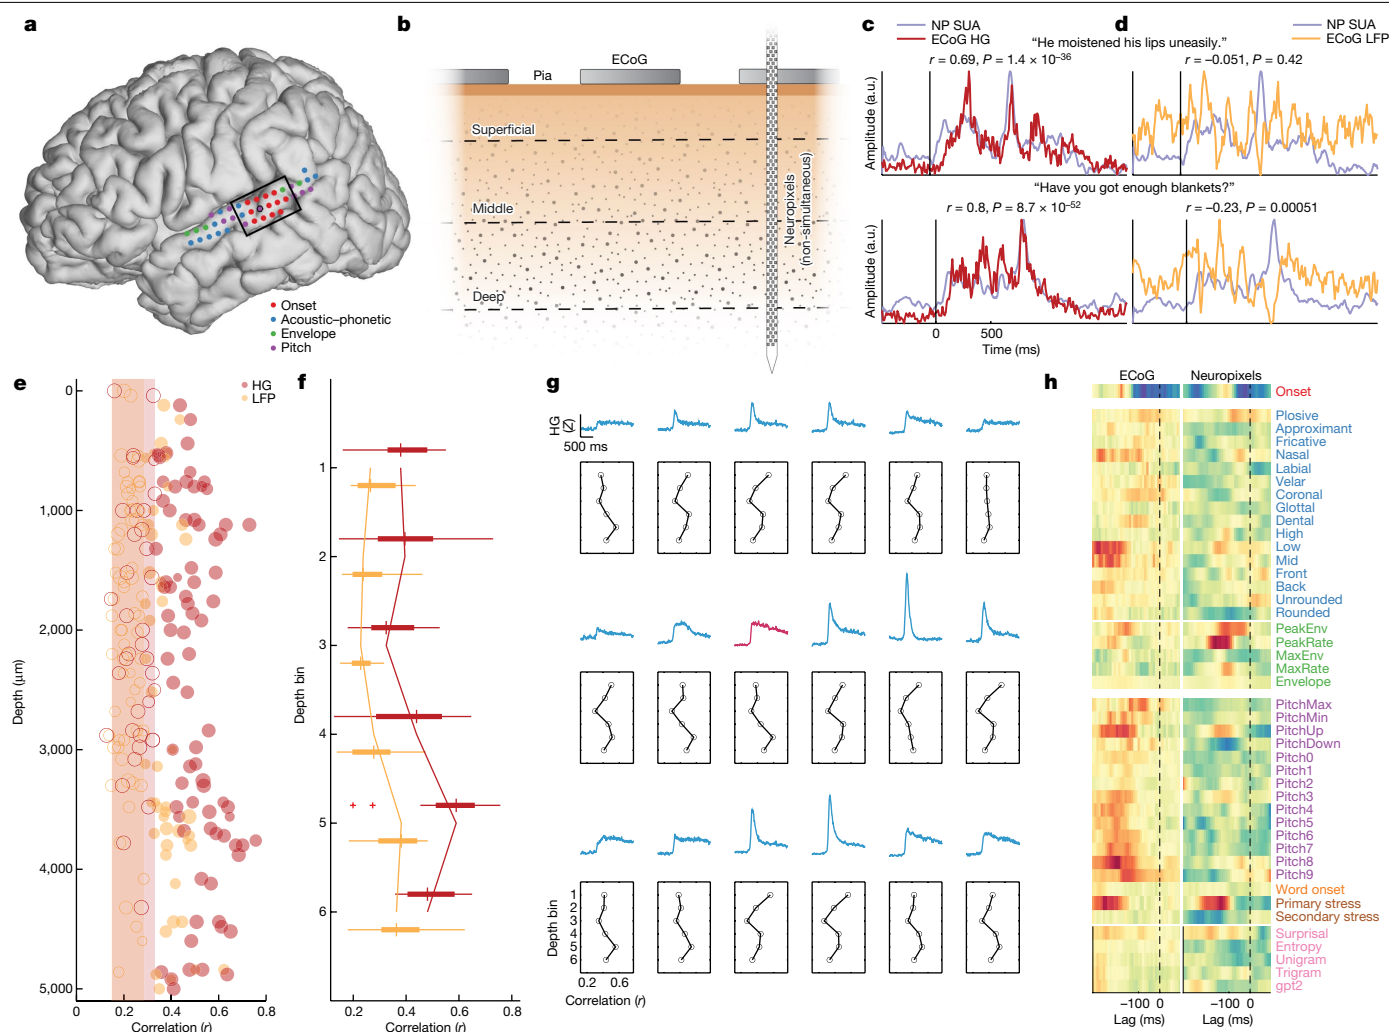 a
Onset
Acoustic–phonetic
Envelope
Pitch
b
ECoG
Pia
Superficial
Middle
Deep
Neuropixels
(non-simultaneous)
c
NP SUA
ECoG HG
d
NP SUA
ECoG LFP
“He moistened his lips uneasily.”
r = 0.69, P = 1.4 × 10⁻³⁶
r = −0.051, P = 0.42
Amplitude (a.u.)
“Have you got enough blankets?”
r = 0.8, P = 8.7 × 10⁻⁵²
r = −0.23, P = 0.00051
Amplitude (a.u.)
0 500
Time (ms)
e
HG
LFP
0
1,000
2,000
3,000
4,000
5,000
Depth (μm)
0 0.2 0.4 0.6 0.8
Correlation (r)
f
1
2
3
4
5
6
Depth bin
0.2 0.4 0.6 0.8
Correlation (r)
g
HG
(Z)
500 ms
Depth bin
1
2
3
4
5
6
0.2 0.6
Correlation (r)
h
ECoG Neuropixels
Onset
Plosive
Approximant
Fricative
Nasal
Labial
Velar
Coronal
Glottal
Dental
High
Low
Mid
Front
Back
Unrounded
Rounded
PeakEnv
PeakRate
MaxEnv
MaxRate
Envelope
PitchMax
PitchMin
PitchUp
PitchDown
Pitch0
Pitch1
Pitch2
Pitch3
Pitch4
Pitch5
Pitch6
Pitch7
Pitch8
Pitch9
Word onset
Primary stress
Secondary stress
Surprisal
Entropy
Unigram
Trigram
gpt2
−100 0 −100 0
Lag (ms) Lag (ms)